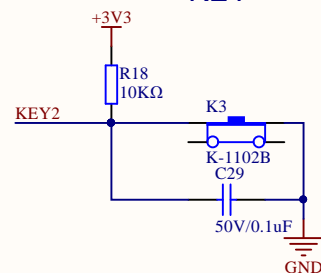 +3V3
R18
10KΩ
KEY2
K3
K-1102B
C29
50V/0.1uF
GND